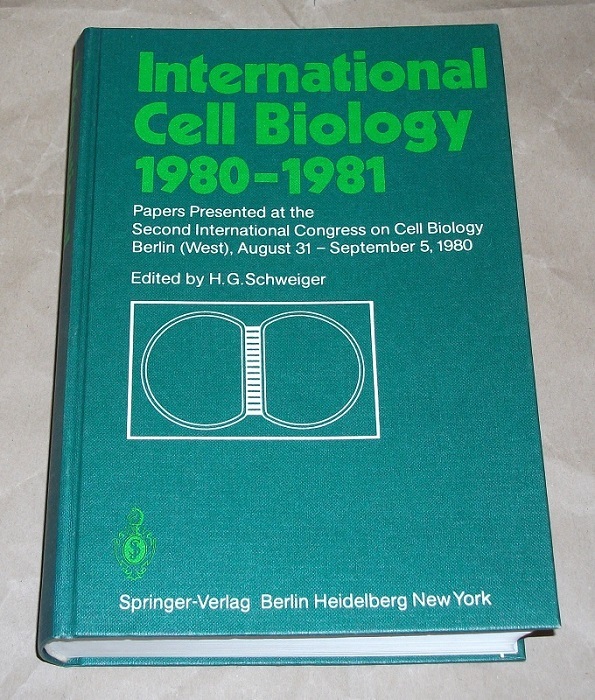 International
Cell Biology
1980–1981
Papers Presented at the
Second International Congress on Cell Biology
Berlin (West), August 31 – September 5, 1980
Edited by H.G. Schweiger
Springer-Verlag Berlin Heidelberg New York